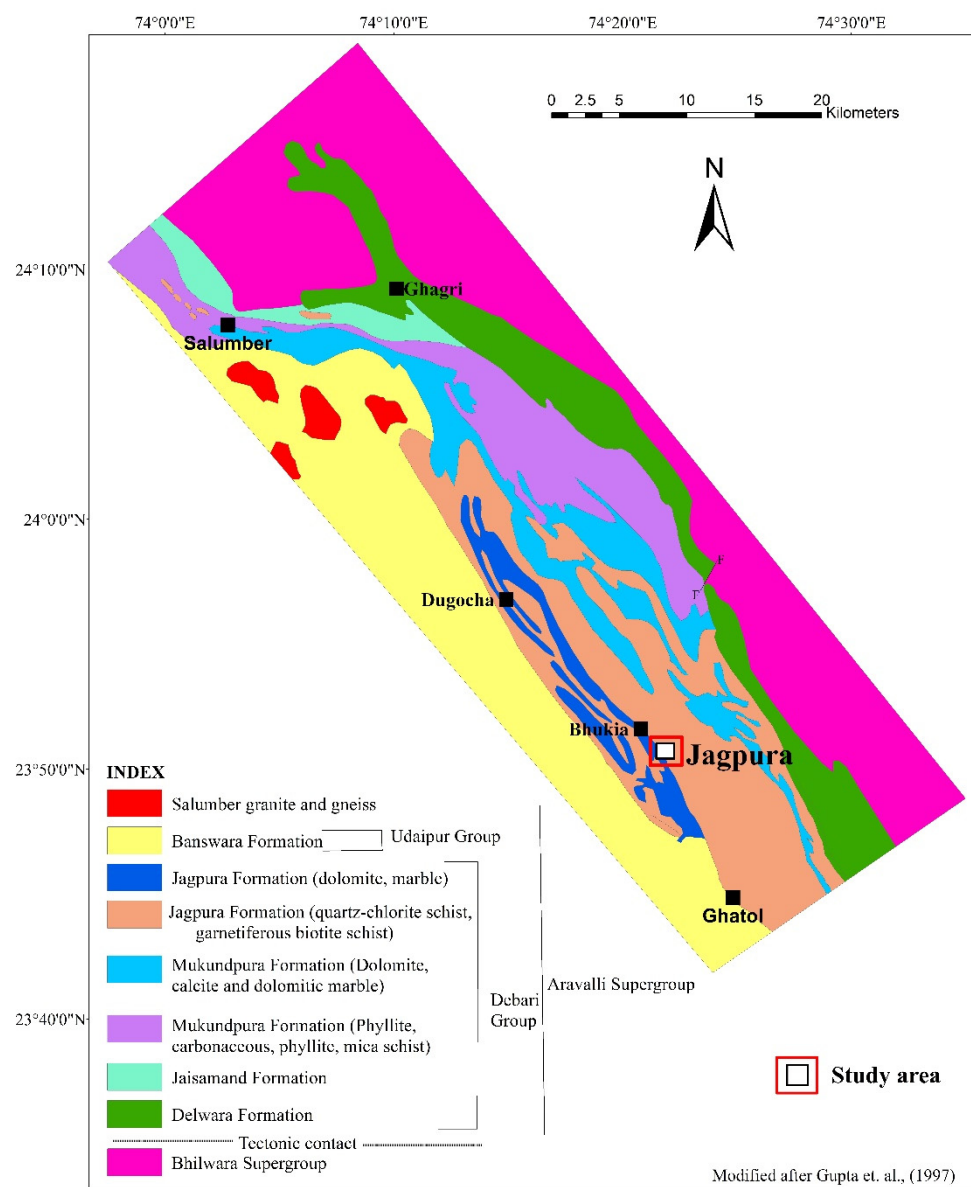 74°0'0"E 74°10'0"E 74°20'0"E 74°30'0"E
0 2.5 5 10 15 20
Kilometers
N
24°10'0"N
Ghagri
Salumber
24°0'0"N
F
F
Dugocha
Bhukia
Jagpura
23°50'0"N
Ghatol
23°40'0"N
INDEX
Salumber granite and gneiss
Banswara Formation
Udaipur Group
Jagpura Formation (dolomite, marble)
Jagpura Formation (quartz-chlorite schist,
garnetiferous biotite schist)
Mukundpura Formation (Dolomite,
calcite and dolomitic marble)
Mukundpura Formation (Phyllite,
carbonaceous, phyllite, mica schist)
Jaisamand Formation
Delwara Formation
Tectonic contact
Bhilwara Supergroup
Debari
Group
Aravalli Supergroup
Study area
Modified after Gupta et. al., (1997)